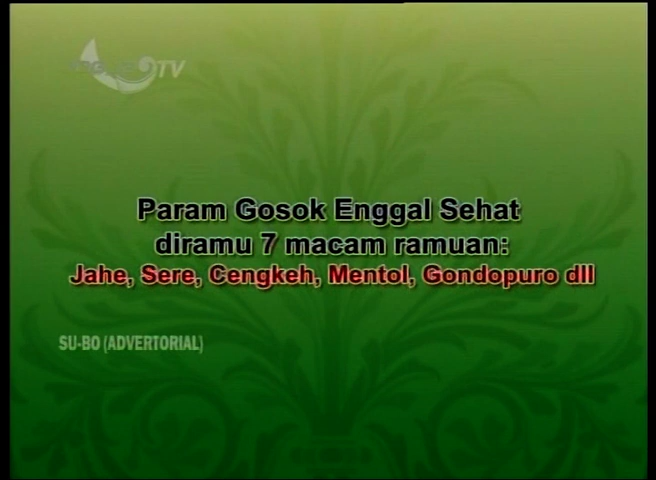 TV
Param Gosok Enggal Sehat
diramu 7 macam ramuan:
Jahe, Sere, Cengkeh, Mentol, Gondopuro dll
SU-BO (ADVERTORIAL)